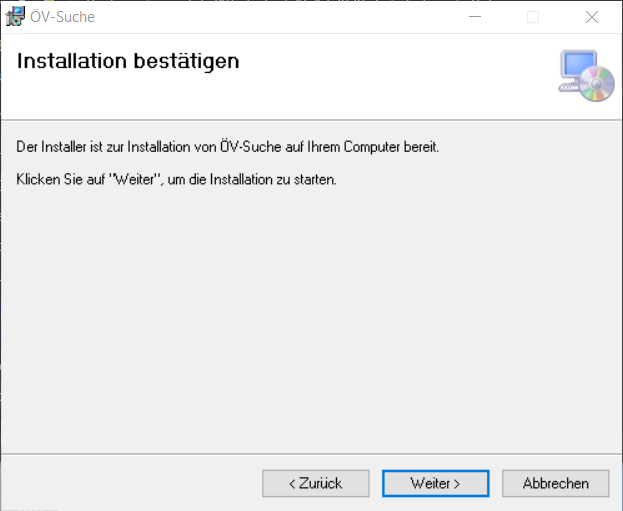 ÖV-Suche
Installation bestätigen
Der Installer ist zur Installation von ÖV-Suche auf Ihrem Computer bereit.
Klicken Sie auf "Weiter", um die Installation zu starten.
< Zurück
Weiter >
Abbrechen